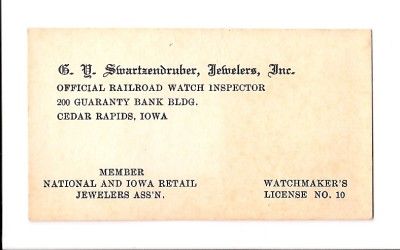 G. Y. Swartzendruber, Jewelers, Inc.
OFFICIAL RAILROAD WATCH INSPECTOR
200 GUARANTY BANK BLDG.
CEDAR RAPIDS, IOWA
MEMBER
NATIONAL AND IOWA RETAIL
JEWELERS ASS'N.
WATCHMAKER'S
LICENSE NO. 10